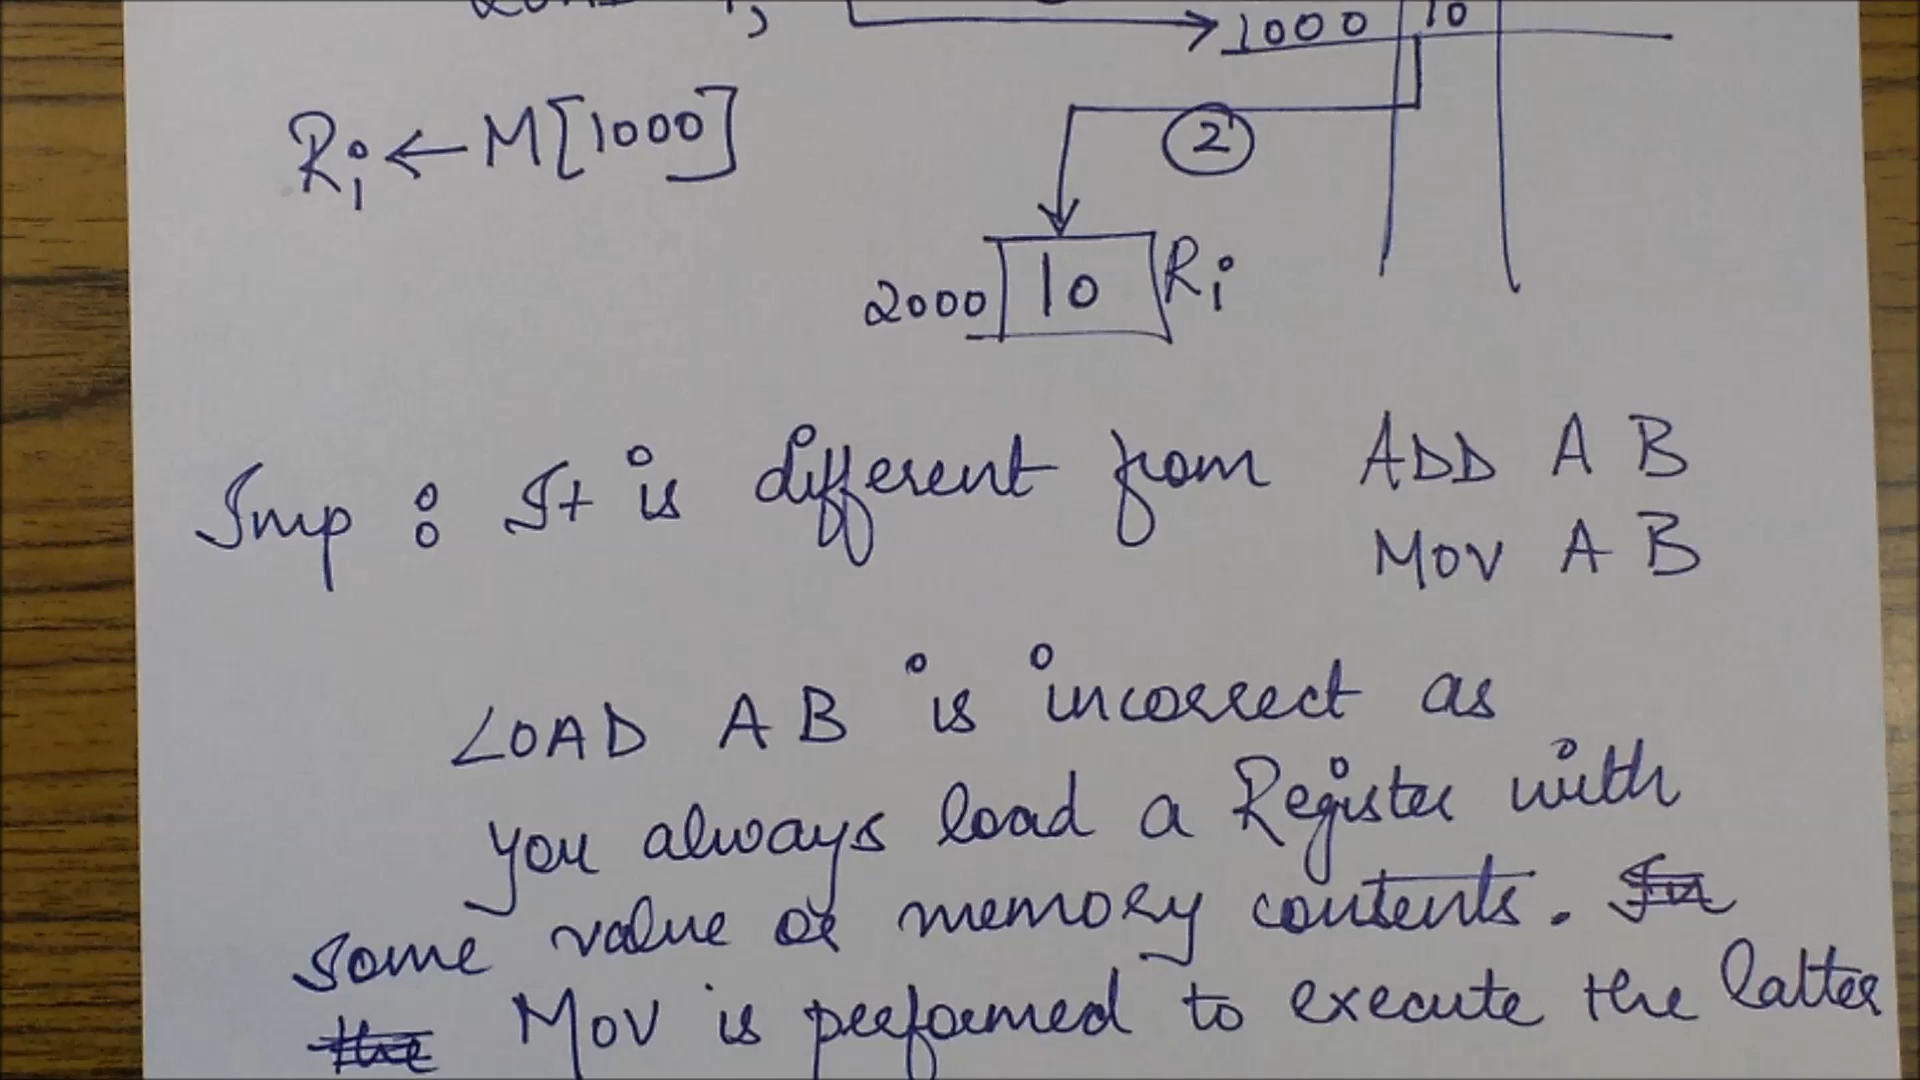 1000 10
Ri ← M[1000]
2
2000 10 Ri
Imp : It is different from ADD A B
MOV A B
LOAD A B is incorrect as
you always load a Register with
some value or memory contents.
MOV is performed to execute the latter